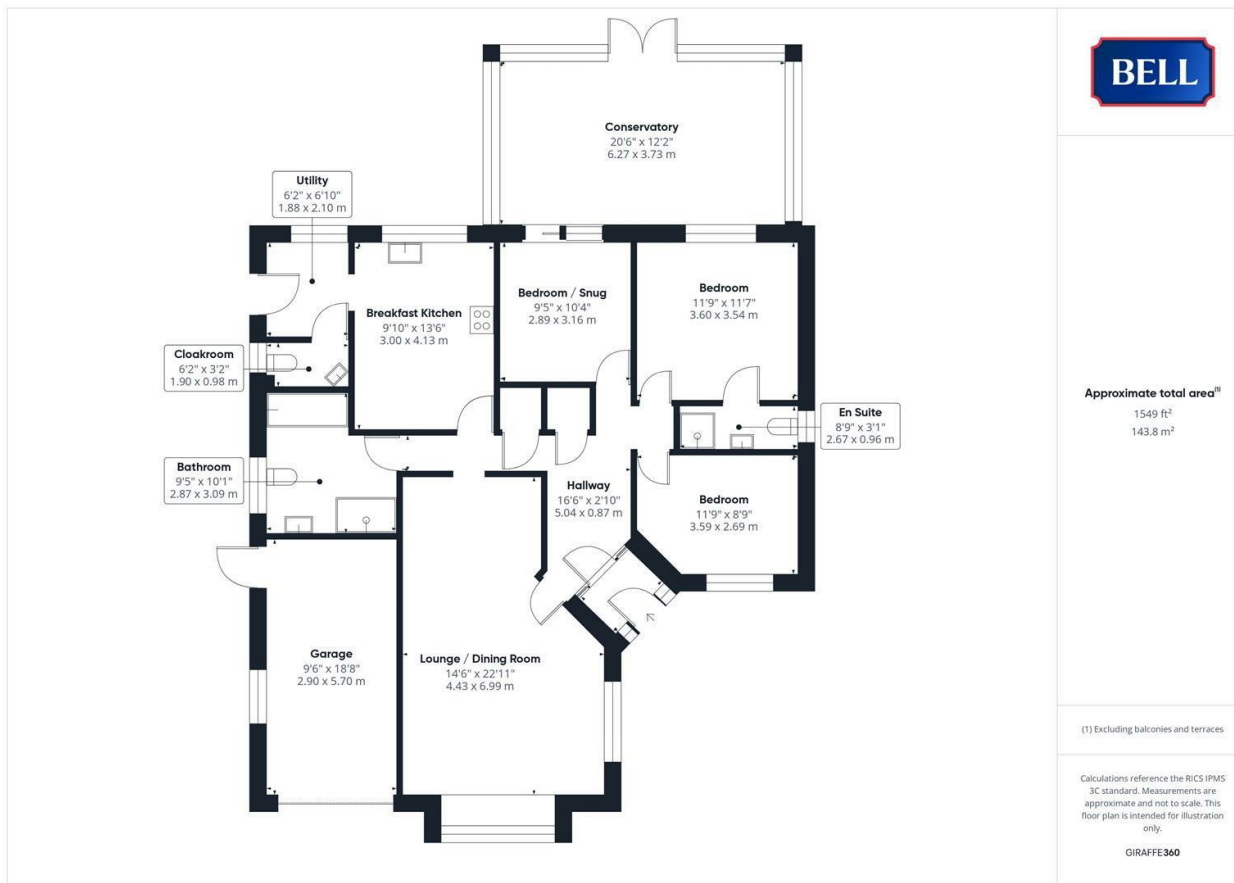 Conservatory
20'6" x 12'2"
6.27 x 3.73 m
Utility
6'2" x 6'10"
1.88 x 2.10 m
Breakfast Kitchen
9'10" x 13'6"
3.00 x 4.13 m
Bedroom / Snug
9'5" x 10'4"
2.89 x 3.16 m
Bedroom
11'9" x 11'7"
3.60 x 3.54 m
Cloakroom
6'2" x 3'2"
1.90 x 0.98 m
En Suite
8'9" x 3'1"
2.67 x 0.96 m
Bathroom
9'5" x 10'1"
2.87 x 3.09 m
Hallway
16'6" x 2'10"
5.04 x 0.87 m
Bedroom
11'9" x 8'9"
3.59 x 2.69 m
Garage
9'6" x 18'8"
2.90 x 5.70 m
Lounge / Dining Room
14'6" x 22'11"
4.43 x 6.99 m
BELL
Approximate total area⁽¹⁾
1549 ft²
143.8 m²
(1) Excluding balconies and terraces
Calculations reference the RICS IPMS
3C standard. Measurements are
approximate and not to scale. This
floor plan is intended for illustration
only.
GIRAFFE360